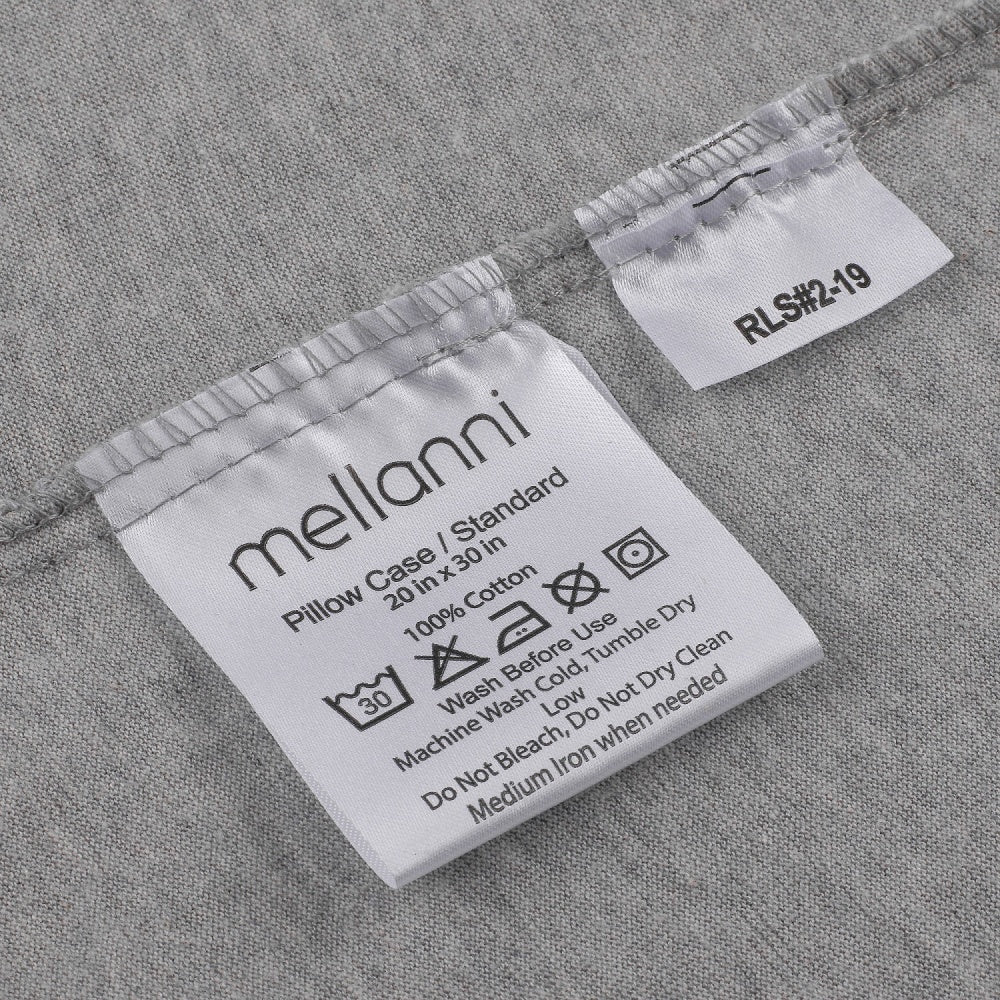 mellanni
Pillow Case / Standard
20 in x 30 in
100% Cotton
30
Wash Before Use
Machine Wash Cold, Tumble Dry
Low
Do Not Bleach, Do Not Dry Clean
Medium Iron when needed
RLS#2-19